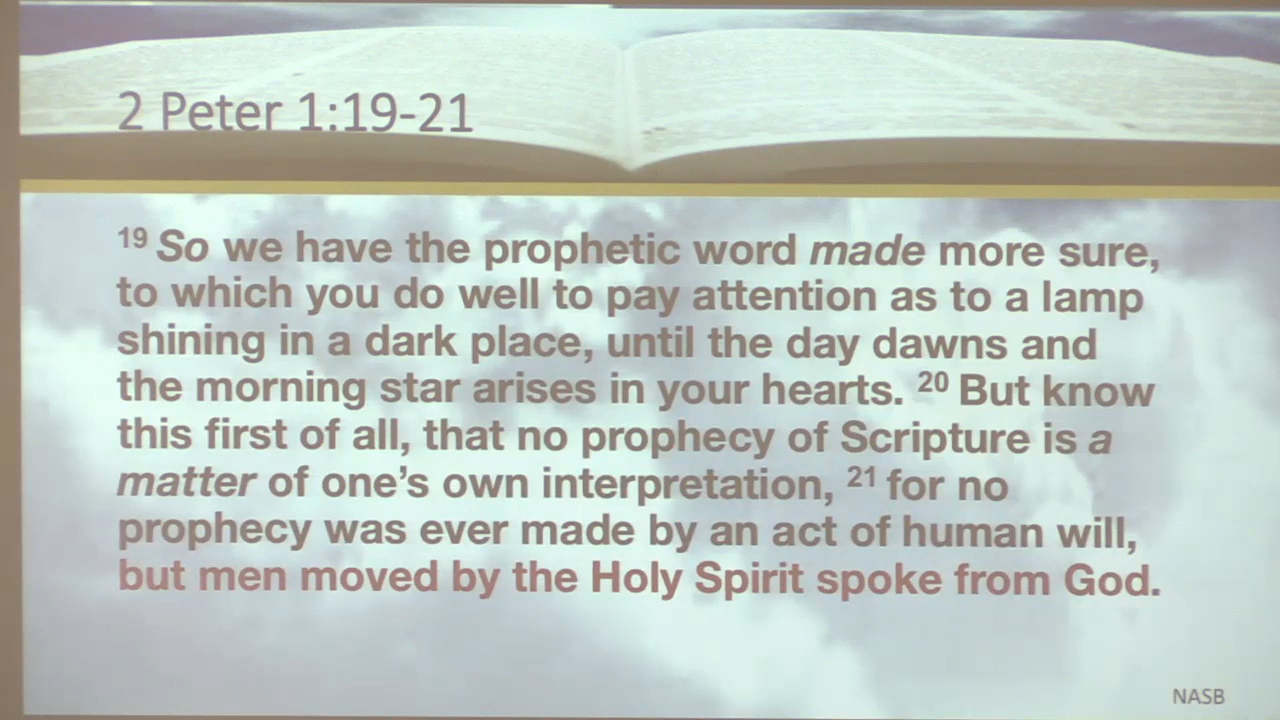 2 Peter 1:19-21
19 So we have the prophetic word made more sure,
to which you do well to pay attention as to a lamp
shining in a dark place, until the day dawns and
the morning star arises in your hearts. 20 But know
this first of all, that no prophecy of Scripture is a
matter of one’s own interpretation, 21 for no
prophecy was ever made by an act of human will,
but men moved by the Holy Spirit spoke from God.
NASB